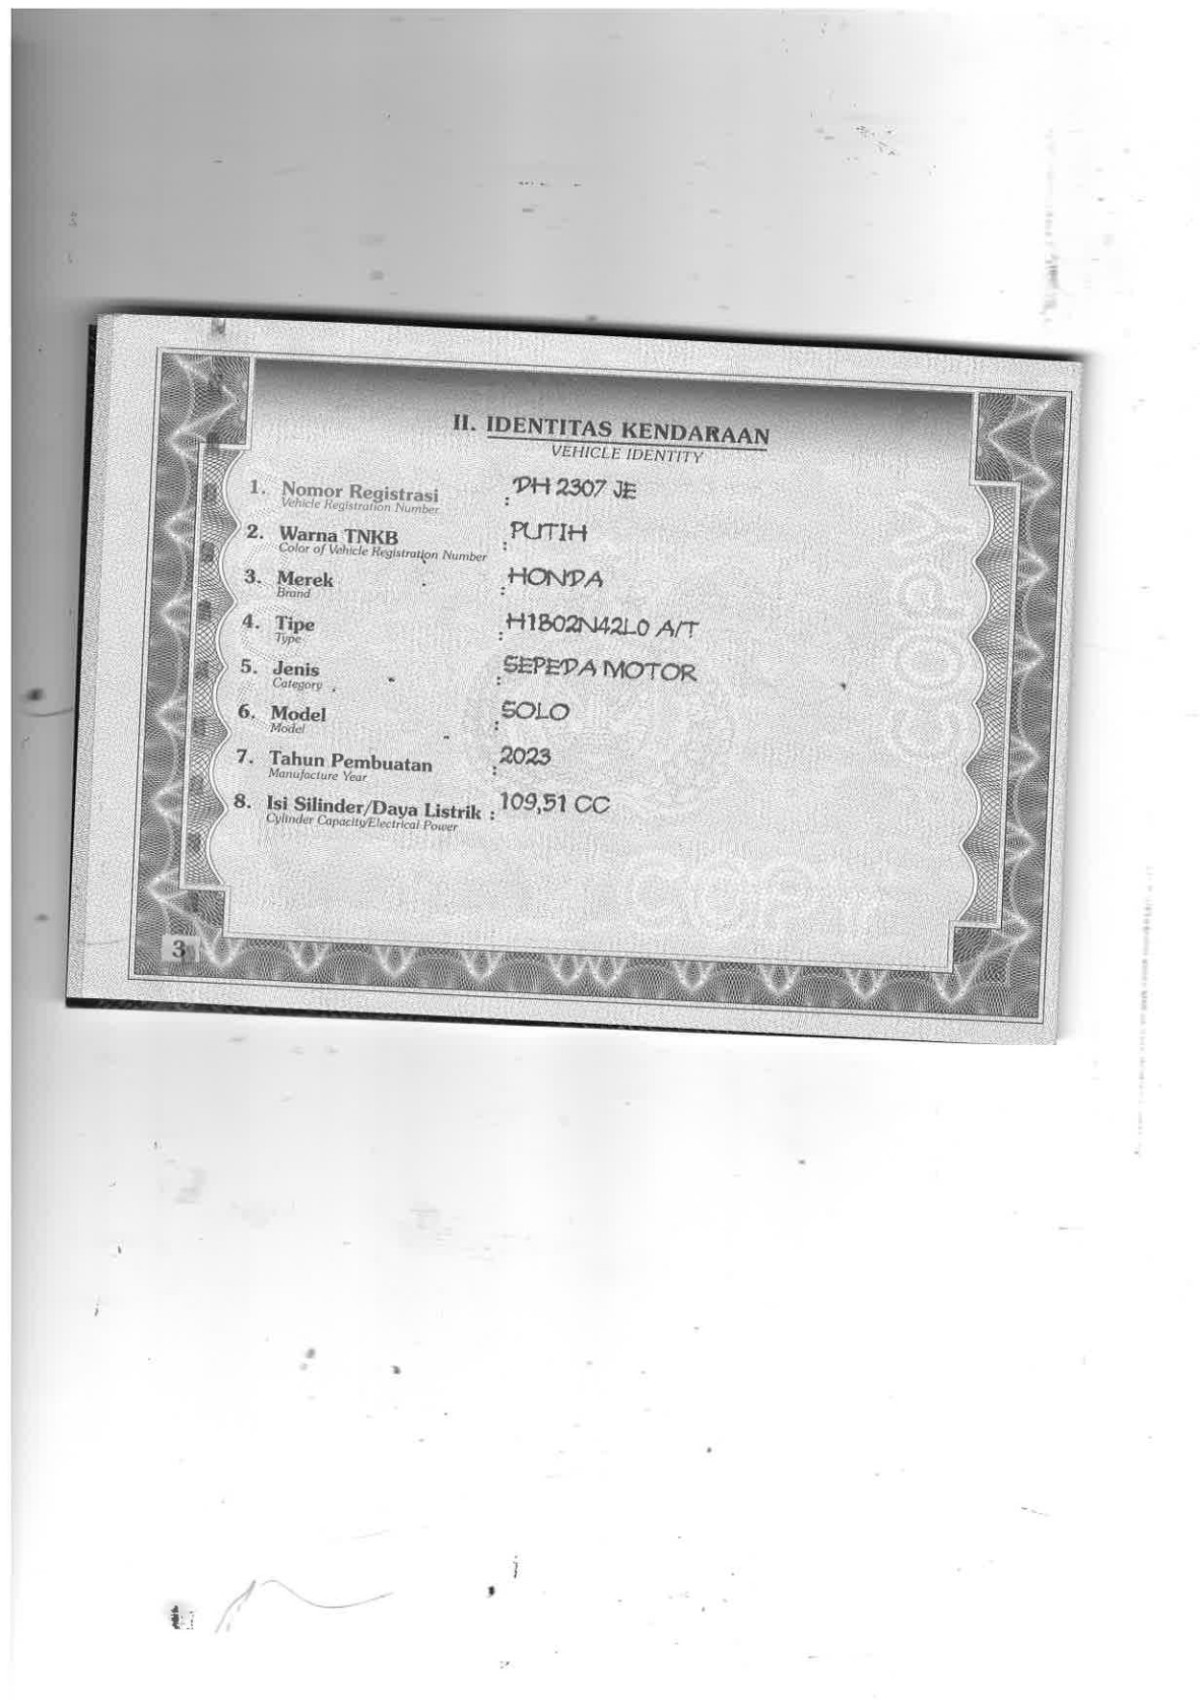 II. IDENTITAS KENDARAAN
VEHICLE IDENTITY
1. Nomor Registrasi : DH 2307 JE
Vehicle Registration Number
2. Warna TNKB : PUTIH
Color of Vehicle Registration Number
3. Merek : HONDA
Brand
4. Tipe : H1B02N42L0 A/T
Type
5. Jenis : SEPEDA MOTOR
Category
6. Model : SOLO
Model
7. Tahun Pembuatan : 2023
Manufacture Year
8. Isi Silinder/Daya Listrik : 109,51 CC
Cylinder Capacity/Electrical Power
COPY
COPY
3